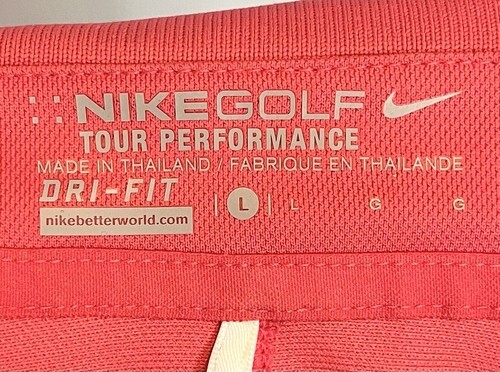 NIKEGOLF
TOUR PERFORMANCE
MADE IN THAILAND / FABRIQUE EN THAILANDE
DRI-FIT
| L | L G G
nikebetterworld.com